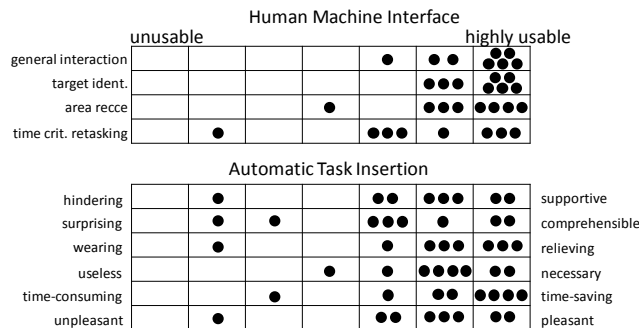 Human Machine Interface
unusable highly usable
general interaction
target ident.
area recce
time crit. retasking
Automatic Task Insertion
hindering supportive
surprising comprehensible
wearing relieving
useless necessary
time-consuming time-saving
unpleasant pleasant